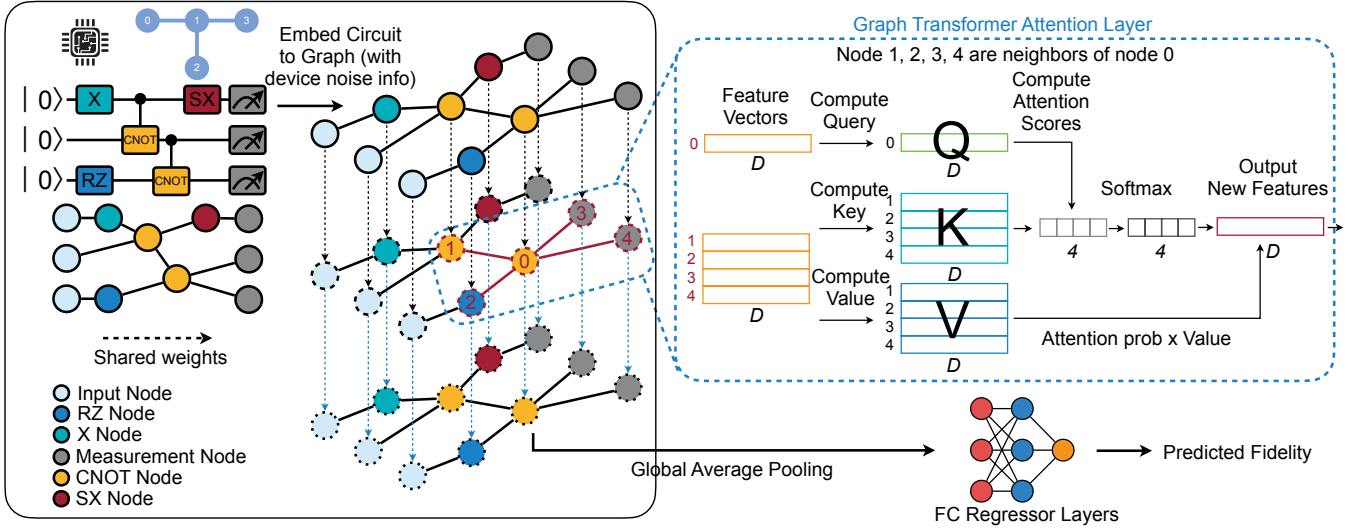 0
1
3
2
Embed Circuit
to Graph (with
device noise info)
| 0⟩
X
SX
| 0⟩
CNOT
| 0⟩
RZ
CNOT
Shared weights
Input Node
RZ Node
X Node
Measurement Node
CNOT Node
SX Node
1
0
2
3
4
Graph Transformer Attention Layer
Node 1, 2, 3, 4 are neighbors of node 0
Feature
Vectors
Compute
Query
Compute
Attention
Scores
0
D
0
Q
D
Compute
Key
1
2
3
4
K
D
Softmax
4
4
Output
New Features
D
1
2
3
4
D
Compute
Value
1
2
3
4
V
D
Attention prob x Value
Global Average Pooling
FC Regressor Layers
Predicted Fidelity